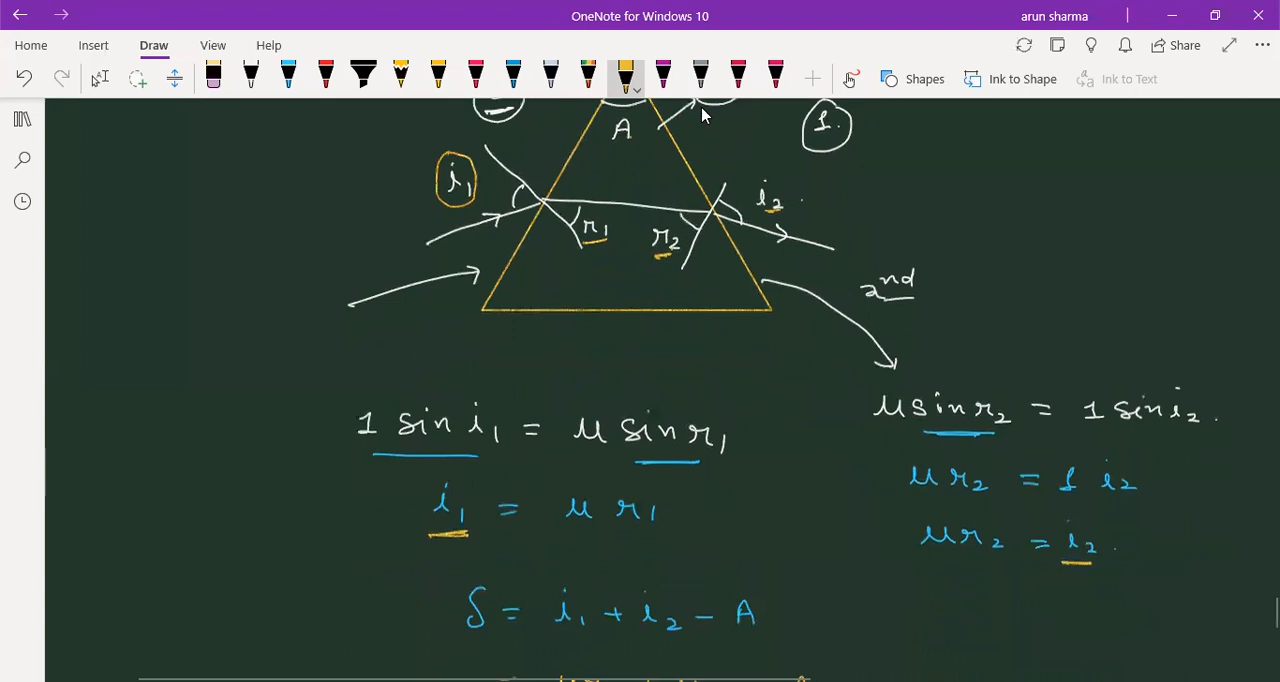 OneNote for Windows 10
arun sharma
Home Insert Draw View Help
Share
Shapes
Ink to Shape
Ink to Text
A
1.
i₁
i₂.
r₁
r₂
2nd
1 sin i₁ = μ sin r₁
μ sin r₂ = 1 sin i₂.
i₁ = μ r₁
μ r₂ = 1 i₂
μ r₂ = i₂.
δ = i₁ + i₂ - A